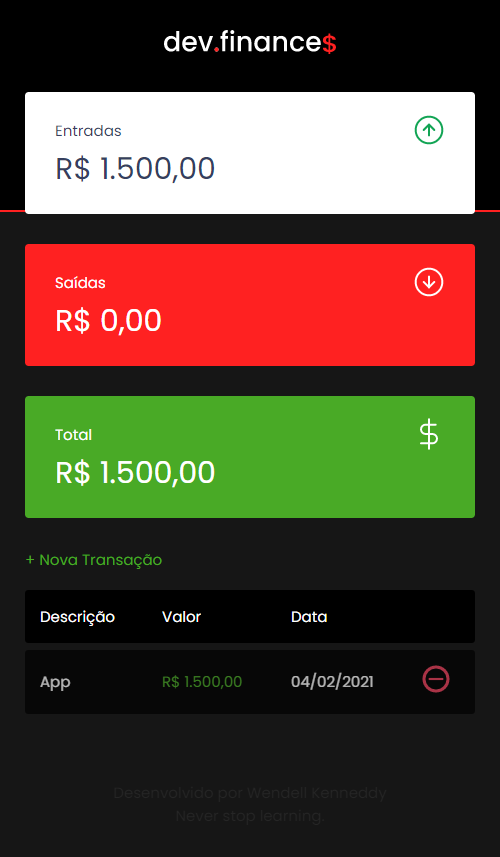 dev.finance$
Entradas
R$ 1.500,00
Saídas
R$ 0,00
Total
R$ 1.500,00
+ Nova Transação
Descrição Valor Data
App R$ 1.500,00 04/02/2021
Desenvolvido por Wendell Kenneddy
Never stop learning.